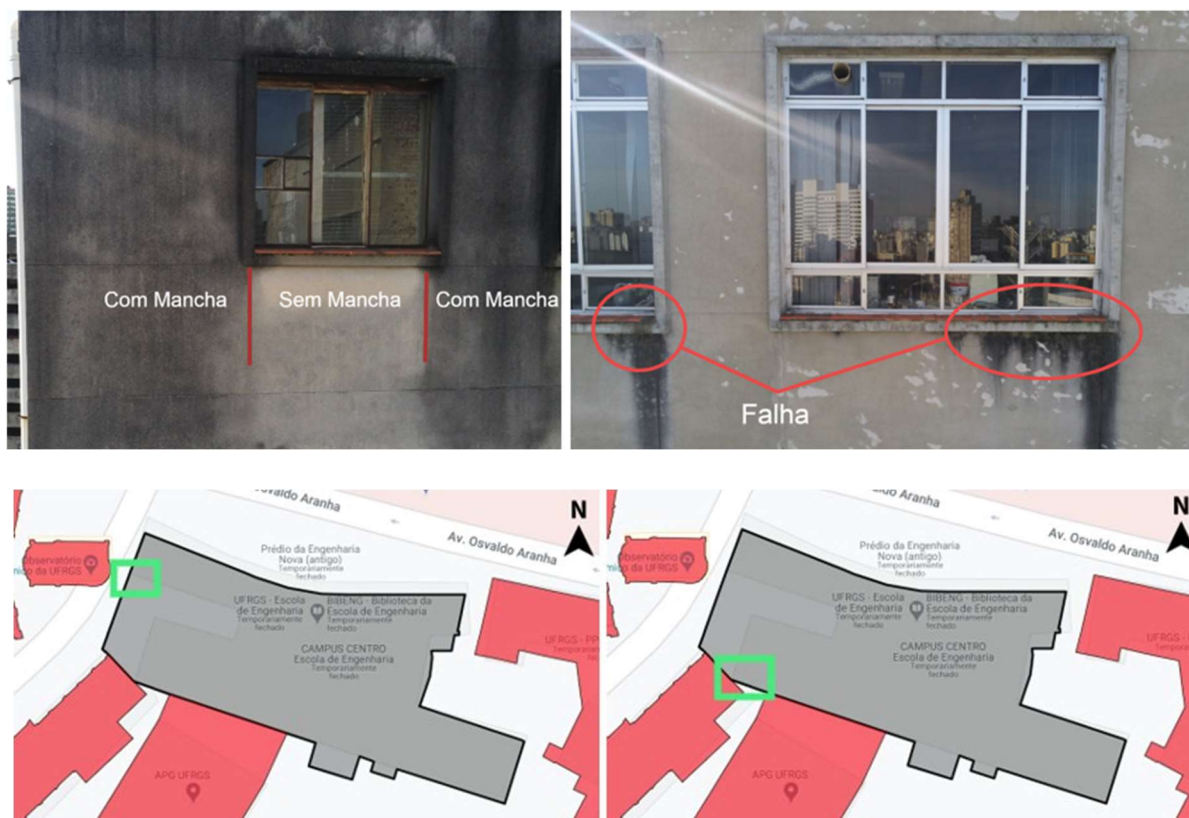 Com Mancha
Sem Mancha
Com Mancha
Falha
Osvaldo Aranha
Av. Osvaldo Aranha
N
Observatório
da UFRGS
Prédio da Engenharia
Nova (antigo)
Temporariamente
fechado
UFRGS - Escola
de Engenharia
Temporariamente
fechado
BIBENG - Biblioteca da
Escola de Engenharia
Temporariamente
fechado
CAMPUS CENTRO
Escola de Engenharia
Temporariamente
fechado
UFRGS - PP
APG UFRGS
Aranha
Av. Osvaldo Aranha
N
Observatório
da UFRGS
Prédio da Engenharia
Nova (antigo)
Temporariamente
fechado
UFRGS - Escola
de Engenharia
Temporariamente
fechado
BIBENG - Biblioteca da
Escola de Engenharia
Temporariamente
fechado
CAMPUS CENTRO
Escola de Engenharia
Temporariamente
fechado
UFRGS -
APG UFRGS